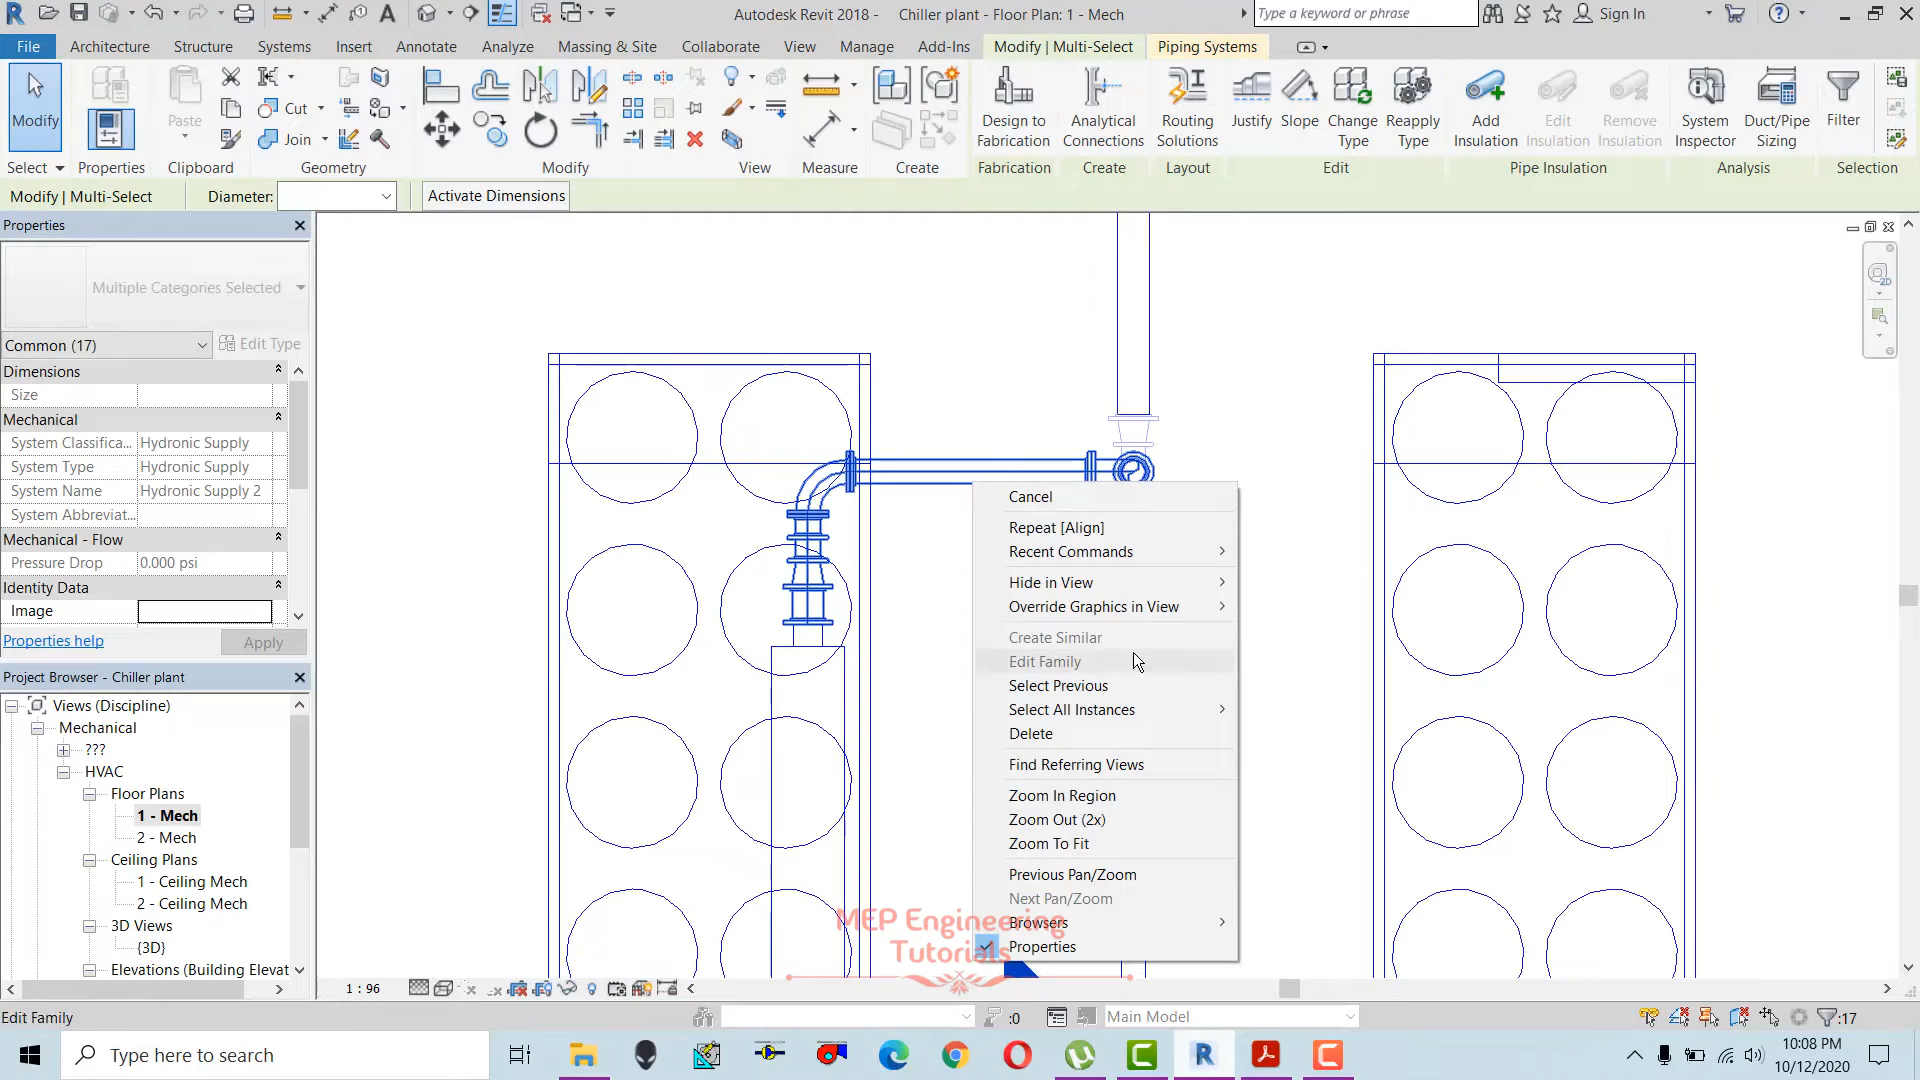 Autodesk Revit 2018 - Chiller plant - Floor Plan: 1 - Mech
Type a keyword or phrase
Sign In
File Architecture Structure Systems Insert Annotate Analyze Massing & Site Collaborate View Manage Add-Ins Modify | Multi-Select Piping Systems
Modify
Paste
Cut
Join
Design to Fabrication
Analytical Connections
Routing Solutions
Justify
Slope
Change Type
Reapply Type
Add Insulation
Edit Insulation
Remove Insulation
System Inspector
Duct/Pipe Sizing
Filter
Select Properties Clipboard Geometry Modify View Measure Create Fabrication Create Layout Edit Pipe Insulation Analysis Selection
Modify | Multi-Select Diameter: Activate Dimensions
Properties
Multiple Categories Selected
Common (17) Edit Type
Dimensions
Size
Mechanical
System Classifica... Hydronic Supply
System Type Hydronic Supply
System Name Hydronic Supply 2
System Abbreviat...
Mechanical - Flow
Pressure Drop 0.000 psi
Identity Data
Image
Properties help Apply
Project Browser - Chiller plant
Views (Discipline)
Mechanical
???
HVAC
Floor Plans
1 - Mech
2 - Mech
Ceiling Plans
1 - Ceiling Mech
2 - Ceiling Mech
3D Views
{3D}
Elevations (Building Elevat
2D
Cancel
Repeat [Align]
Recent Commands
Hide in View
Override Graphics in View
Create Similar
Edit Family
Select Previous
Select All Instances
Delete
Find Referring Views
Zoom In Region
Zoom Out (2x)
Zoom To Fit
Previous Pan/Zoom
Next Pan/Zoom
Browsers
Properties
MEP Engineering
Tutorials
1 : 96
Edit Family
:0
Main Model
:17
Type here to search
10:08 PM
10/12/2020